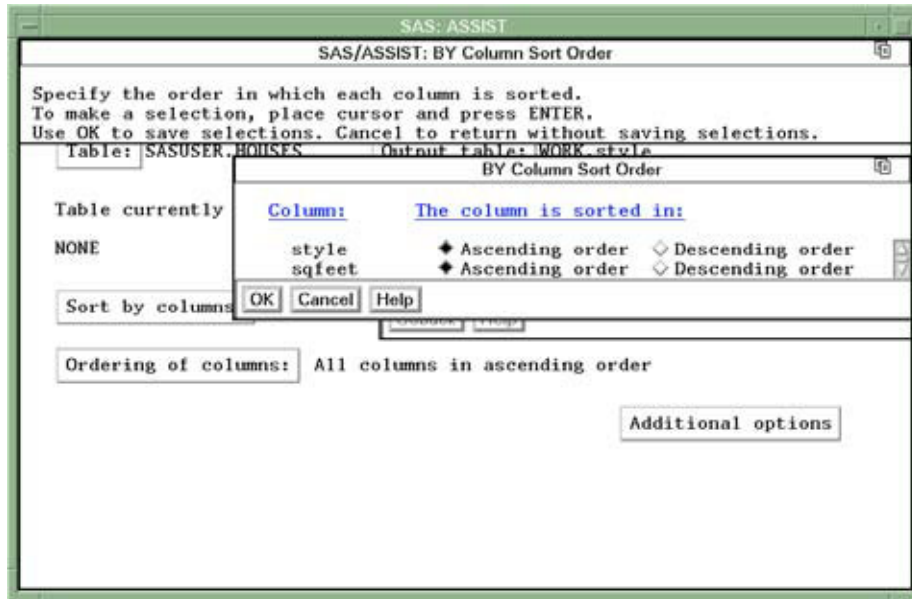 SAS: ASSIST
SAS/ASSIST: BY Column Sort Order
Specify the order in which each column is sorted.
To make a selection, place cursor and press ENTER.
Use OK to save selections. Cancel to return without saving selections.
Table: SASUSER.HOUSES Output table: WORK.style
BY Column Sort Order
Table currently
Column: The column is sorted in:
NONE
style Ascending order Descending order
sqfeet Ascending order Descending order
OK Cancel Help
Sort by columns
Goback Help
Ordering of columns: All columns in ascending order
Additional options